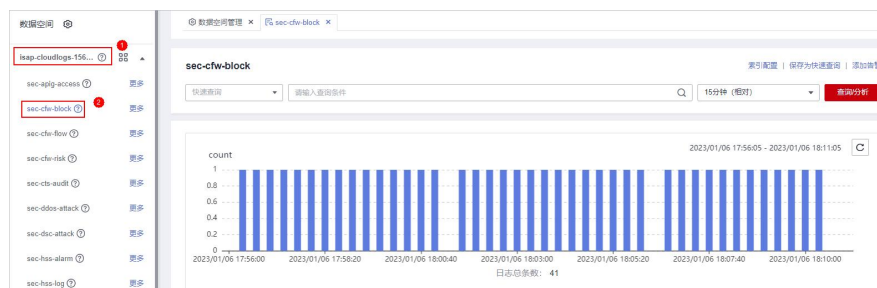 数据空间
数据空间管理 ×
sec-cfw-block ×
1
isap-cloudlogs-156...
sec-apig-access 更多
sec-cfw-block 更多
2
sec-cfw-flow 更多
sec-cfw-risk 更多
sec-cts-audit 更多
sec-ddos-attack 更多
sec-dsc-attack 更多
sec-hss-alarm 更多
sec-hss-log 更多
sec-cfw-block
索引配置 | 保存为快速查询 | 添加告警
快速查询
请输入查询条件
15分钟（相对）
查询/分析
2023/01/06 17:56:05 - 2023/01/06 18:11:05
count
1
0.8
0.6
0.4
0.2
0
2023/01/06 17:56:00 2023/01/06 17:58:20 2023/01/06 18:00:40 2023/01/06 18:03:00 2023/01/06 18:05:20 2023/01/06 18:07:40 2023/01/06 18:10:00
日志总条数： 41